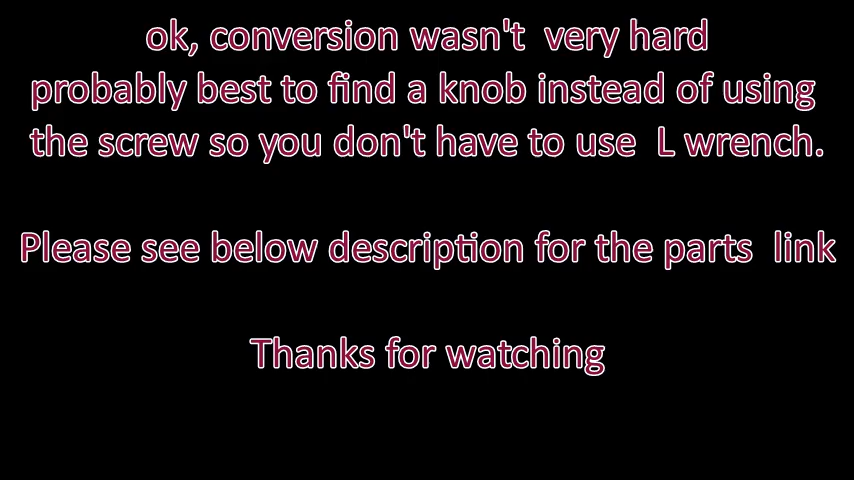 ok, conversion wasn't  very hard
probably best to find a knob instead of using
the screw so you don't have to use  L wrench.
Please see below description for the parts  link
Thanks for watching